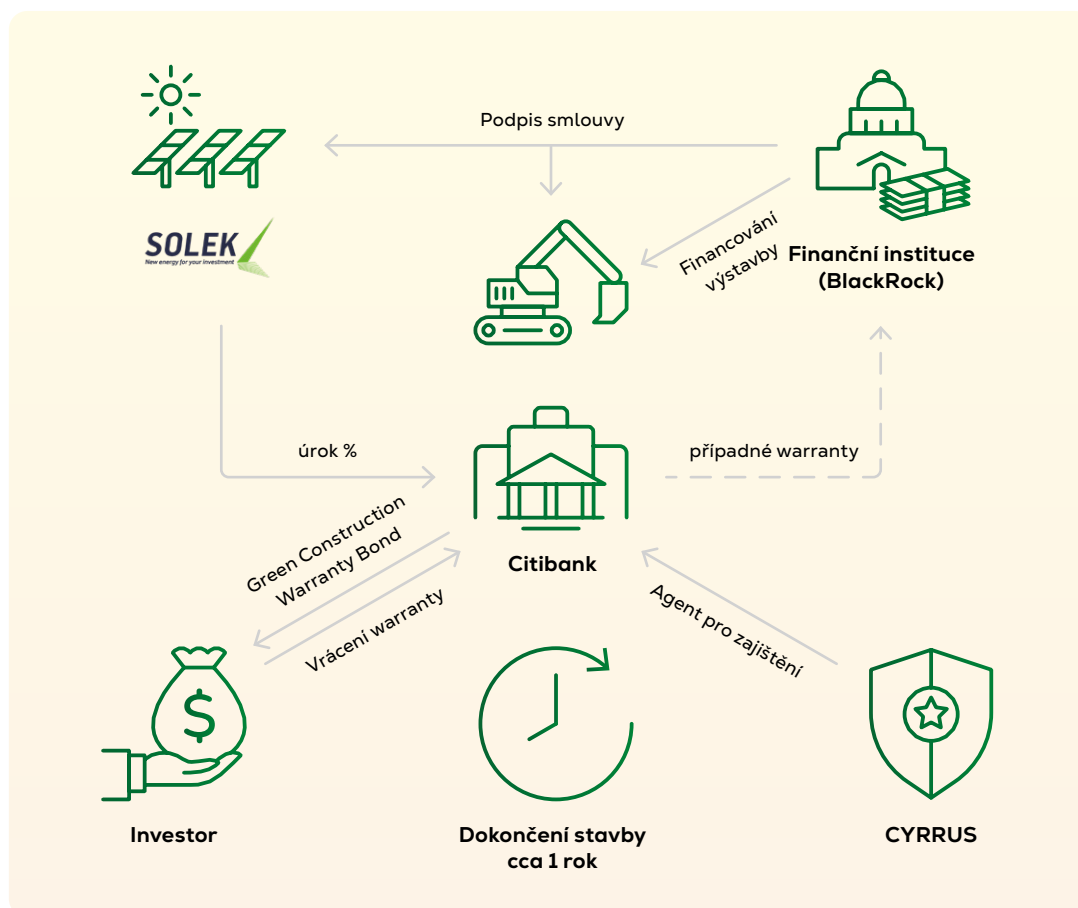 Podpis smlouvy
SOLEK
New energy for your investment
Financování
výstavby
Finanční instituce
(BlackRock)
úrok %
případné warranty
Green Construction
Warranty Bond
Citibank
Vrácení warranty
Agent pro zajištění
$
Investor
Dokončení stavby
cca 1 rok
CYRRUS